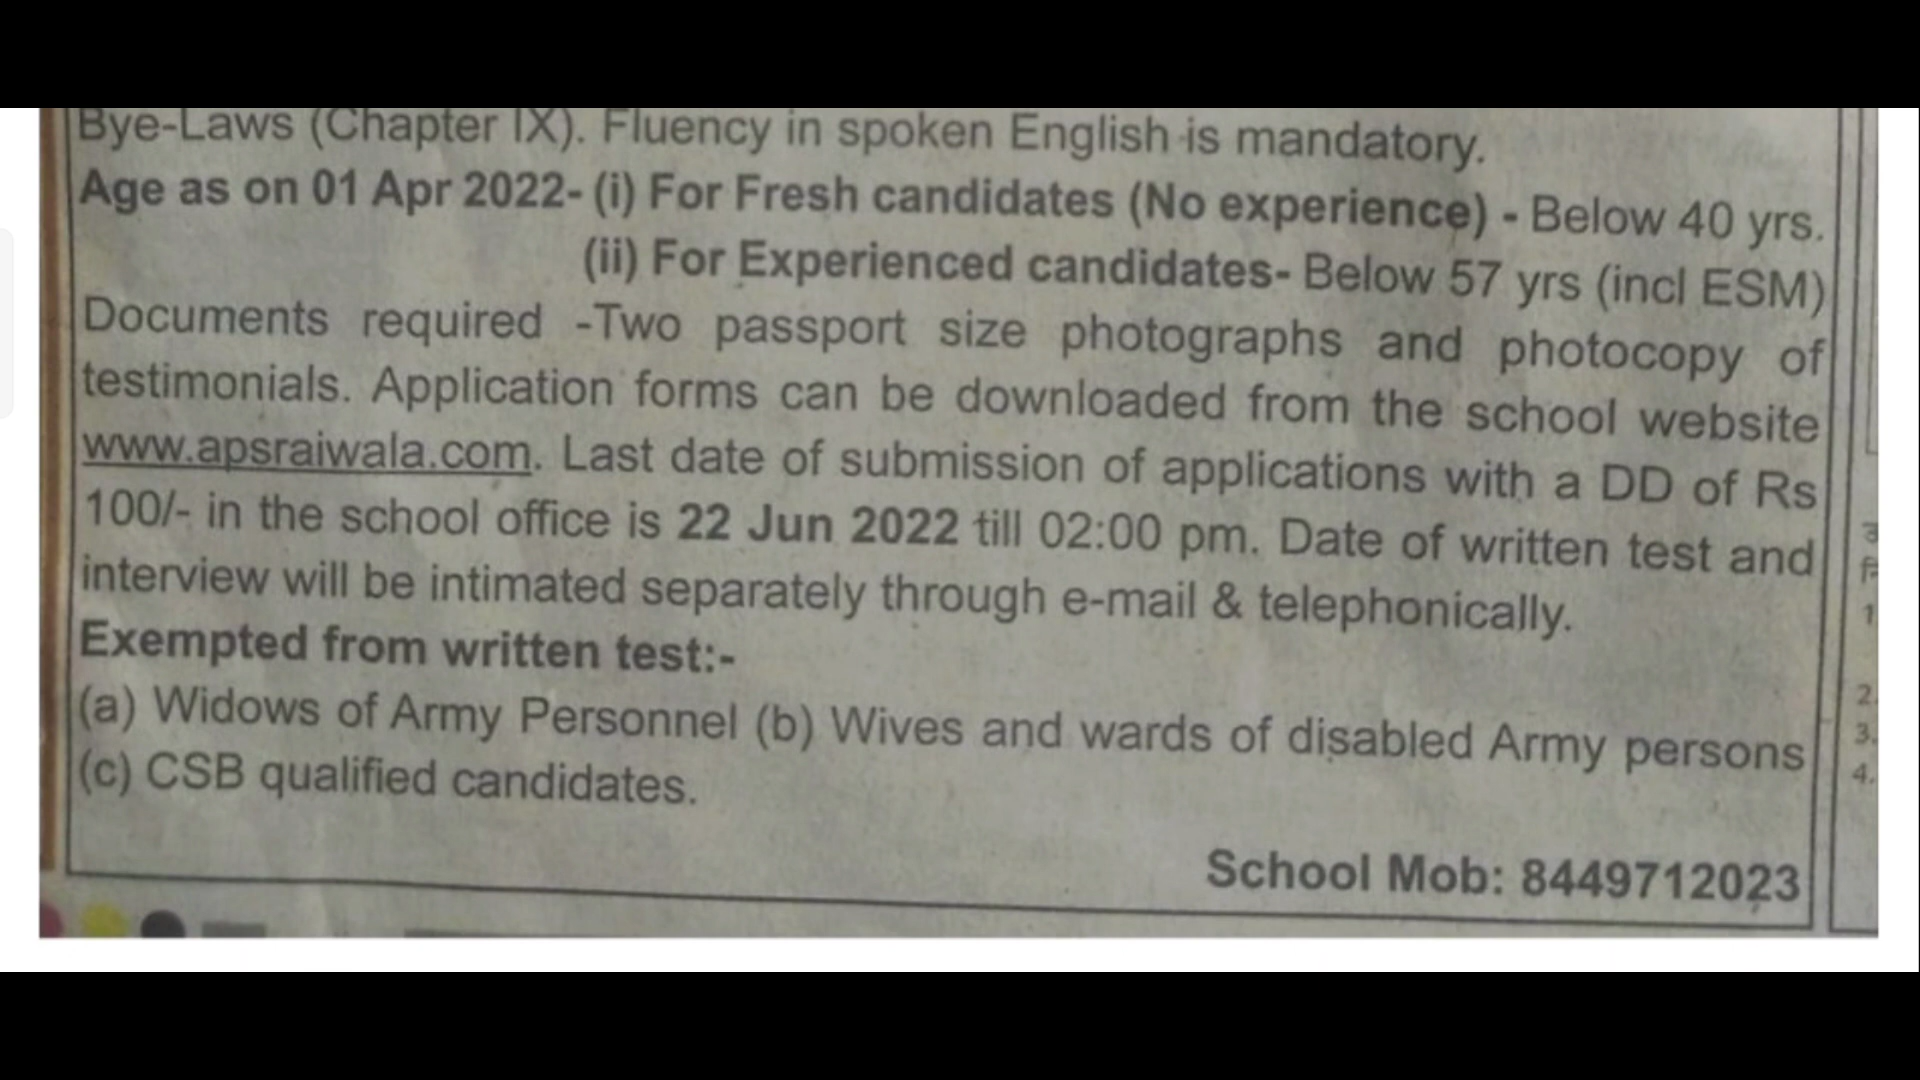 Bye-Laws (Chapter IX). Fluency in spoken English is mandatory.
Age as on 01 Apr 2022- (i) For Fresh candidates (No experience) - Below 40 yrs.
(ii) For Experienced candidates- Below 57 yrs (incl ESM)
Documents required -Two passport size photographs and photocopy of
testimonials. Application forms can be downloaded from the school website
www.apsraiwala.com. Last date of submission of applications with a DD of Rs
100/- in the school office is 22 Jun 2022 till 02:00 pm. Date of written test and
interview will be intimated separately through e-mail & telephonically.
Exempted from written test:-
(a) Widows of Army Personnel (b) Wives and wards of disabled Army persons
(c) CSB qualified candidates.
School Mob: 8449712023
1
2.
3.
4.